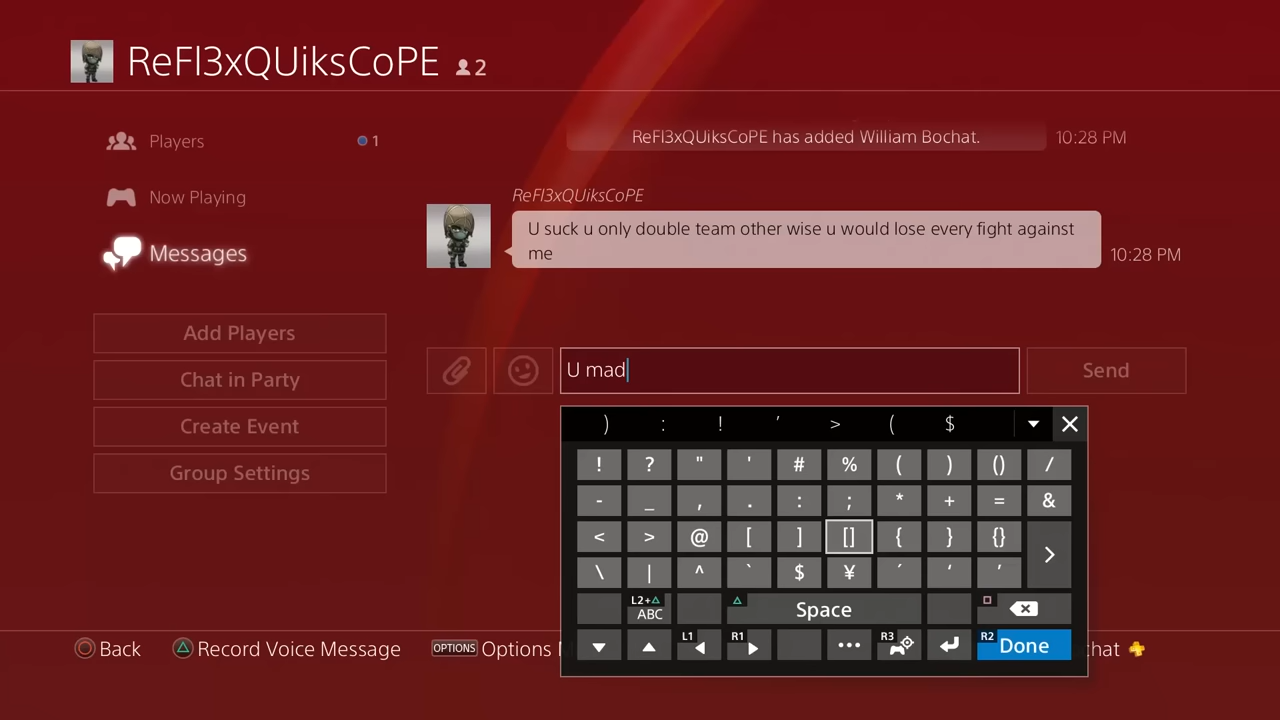 ReFl3xQUiksCoPE 2
Players 1
ReFl3xQUiksCoPE has added William Bochat. 10:28 PM
Now Playing
ReFl3xQUiksCoPE
Messages
U suck u only double team other wise u would lose every fight against
me
10:28 PM
Add Players
Chat in Party
Create Event
Group Settings
U mad
Send
) : ! ' > ( $
! ? " ' # % ( ) () /
- _ , . : ; * + = &
< > @ [ ] [] { } {}
\ | ^ ` $ ¥ ´ ‘ ’ >
L2+△ ABC △ Space
L1 R1 ••• R3 R2 Done
Back Record Voice Message OPTIONS Options M chat